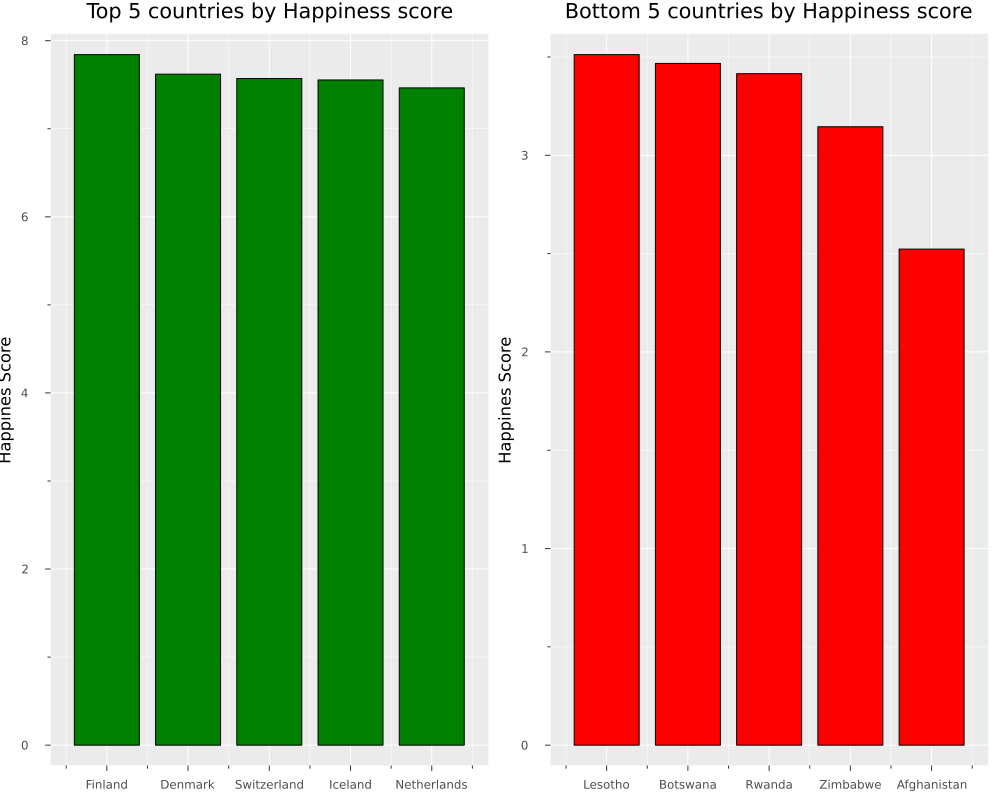 Top 5 countries by Happiness score
8
6
4
2
0
Happines Score
Finland
Denmark
Switzerland
Iceland
Netherlands
Bottom 5 countries by Happiness score
3
2
1
0
Happines Score
Lesotho
Botswana
Rwanda
Zimbabwe
Afghanistan